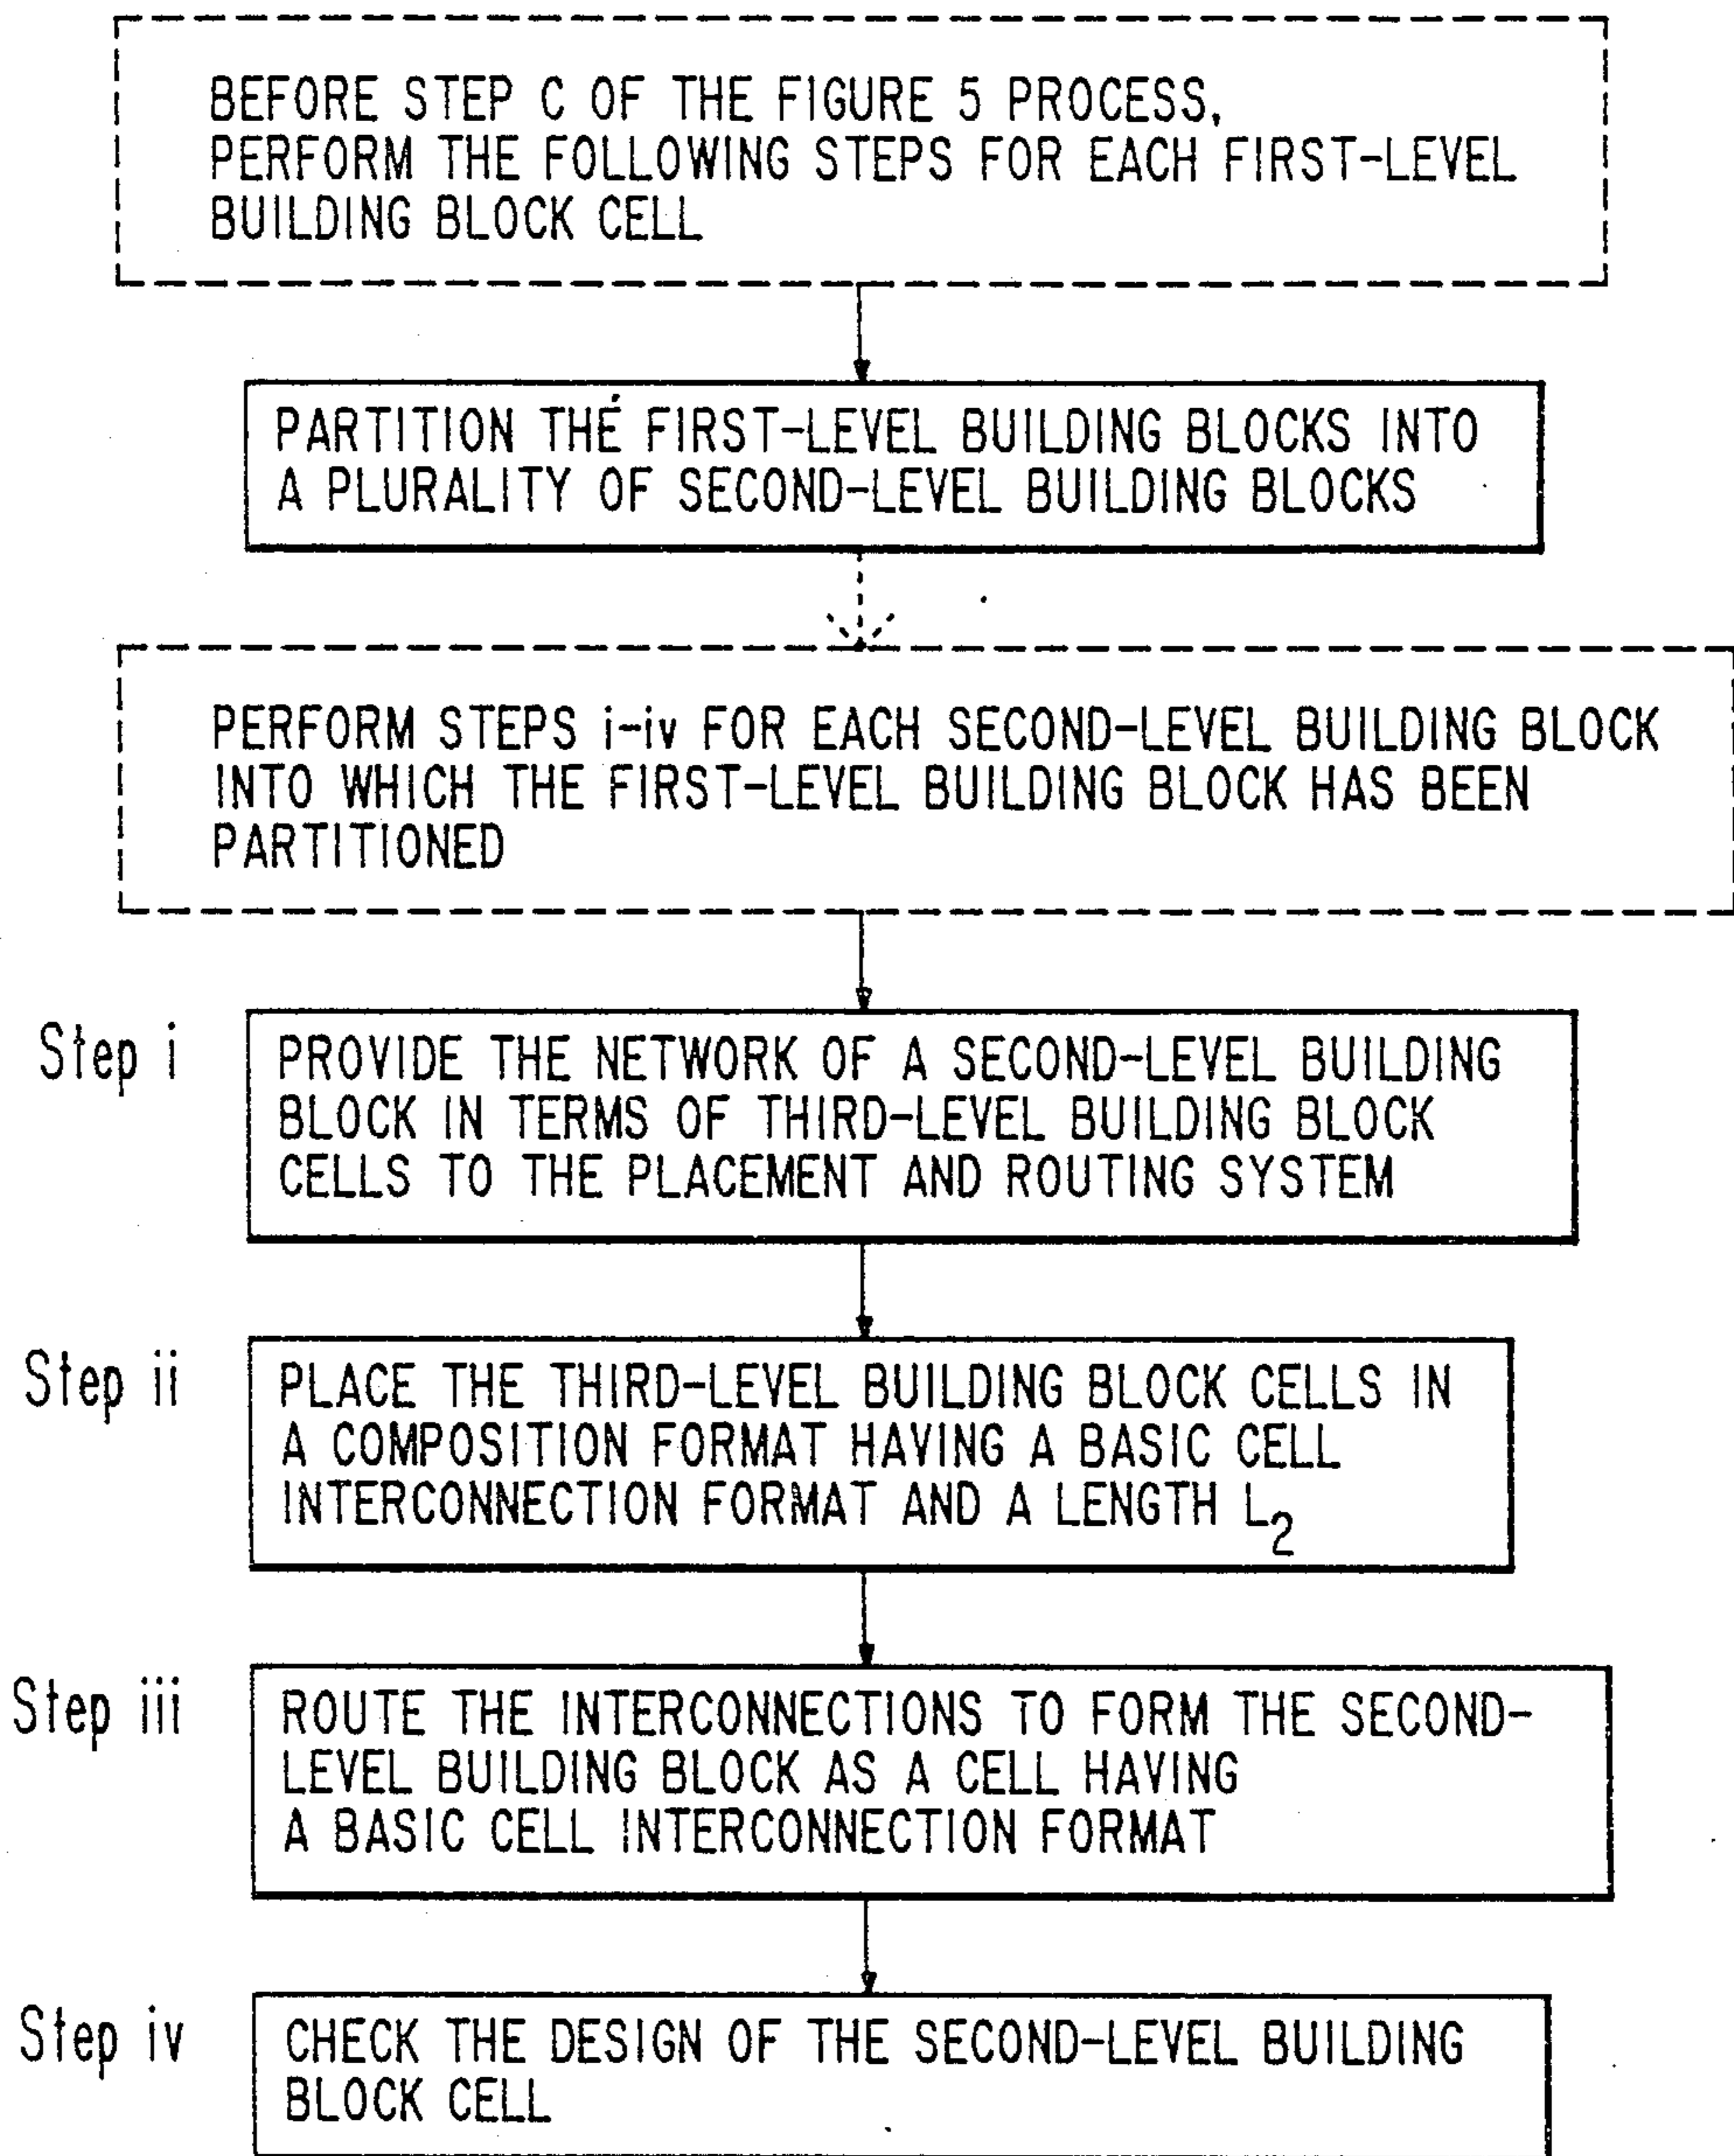 BEFORE STEP C OF THE FIGURE 5 PROCESS,
PERFORM THE FOLLOWING STEPS FOR EACH FIRST-LEVEL
BUILDING BLOCK CELL
PARTITION THE FIRST-LEVEL BUILDING BLOCKS INTO
A PLURALITY OF SECOND-LEVEL BUILDING BLOCKS
PERFORM STEPS i-iv FOR EACH SECOND-LEVEL BUILDING BLOCK
INTO WHICH THE FIRST-LEVEL BUILDING BLOCK HAS BEEN
PARTITIONED
Step i
PROVIDE THE NETWORK OF A SECOND-LEVEL BUILDING
BLOCK IN TERMS OF THIRD-LEVEL BUILDING BLOCK
CELLS TO THE PLACEMENT AND ROUTING SYSTEM
Step ii
PLACE THE THIRD-LEVEL BUILDING BLOCK CELLS IN
A COMPOSITION FORMAT HAVING A BASIC CELL
INTERCONNECTION FORMAT AND A LENGTH L2
Step iii
ROUTE THE INTERCONNECTIONS TO FORM THE SECOND-
LEVEL BUILDING BLOCK AS A CELL HAVING
A BASIC CELL INTERCONNECTION FORMAT
Step iv
CHECK THE DESIGN OF THE SECOND-LEVEL BUILDING
BLOCK CELL